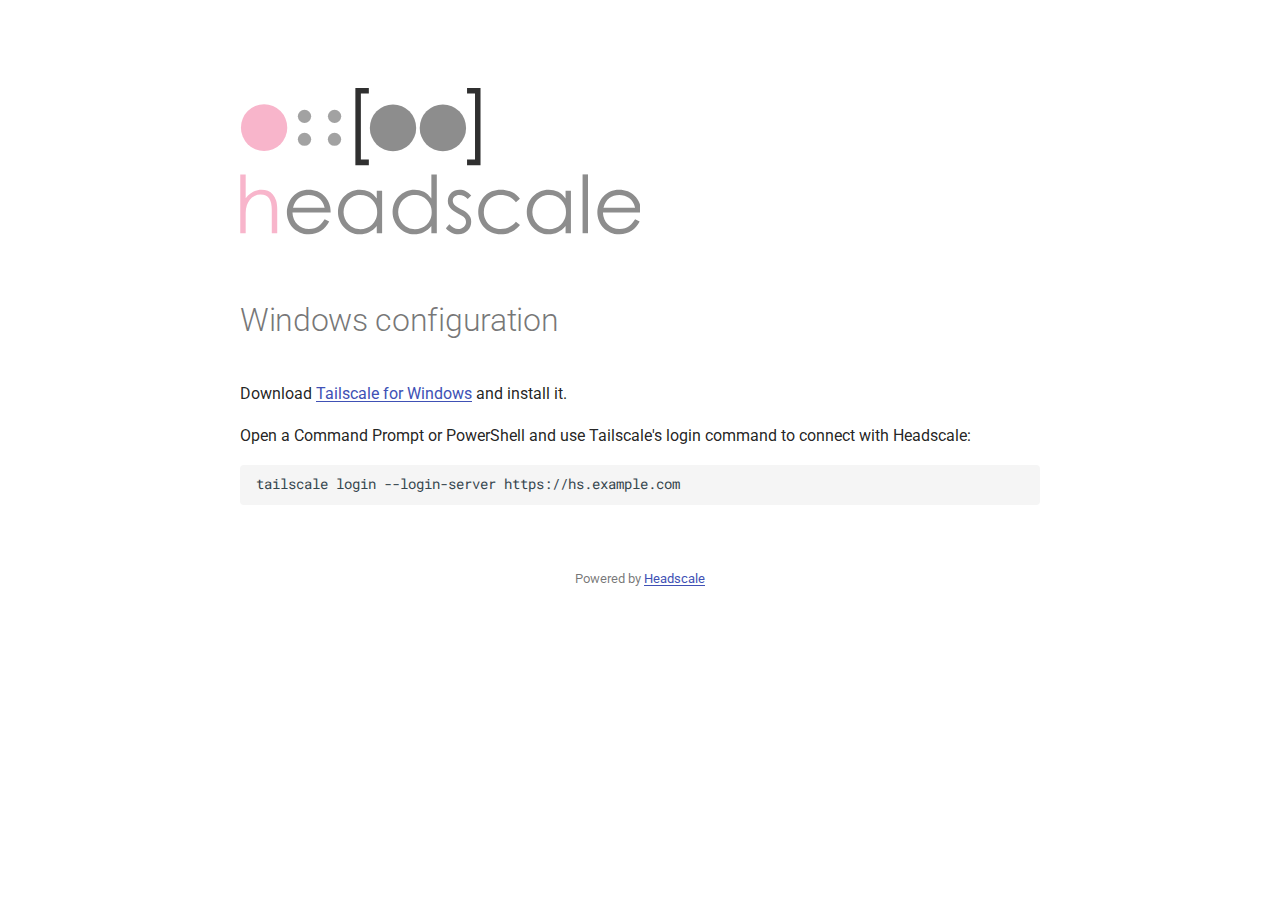 headscale
Windows configuration
Download Tailscale for Windows and install it.
Open a Command Prompt or PowerShell and use Tailscale's login command to connect with Headscale:
tailscale login --login-server https://hs.example.com
Powered by Headscale